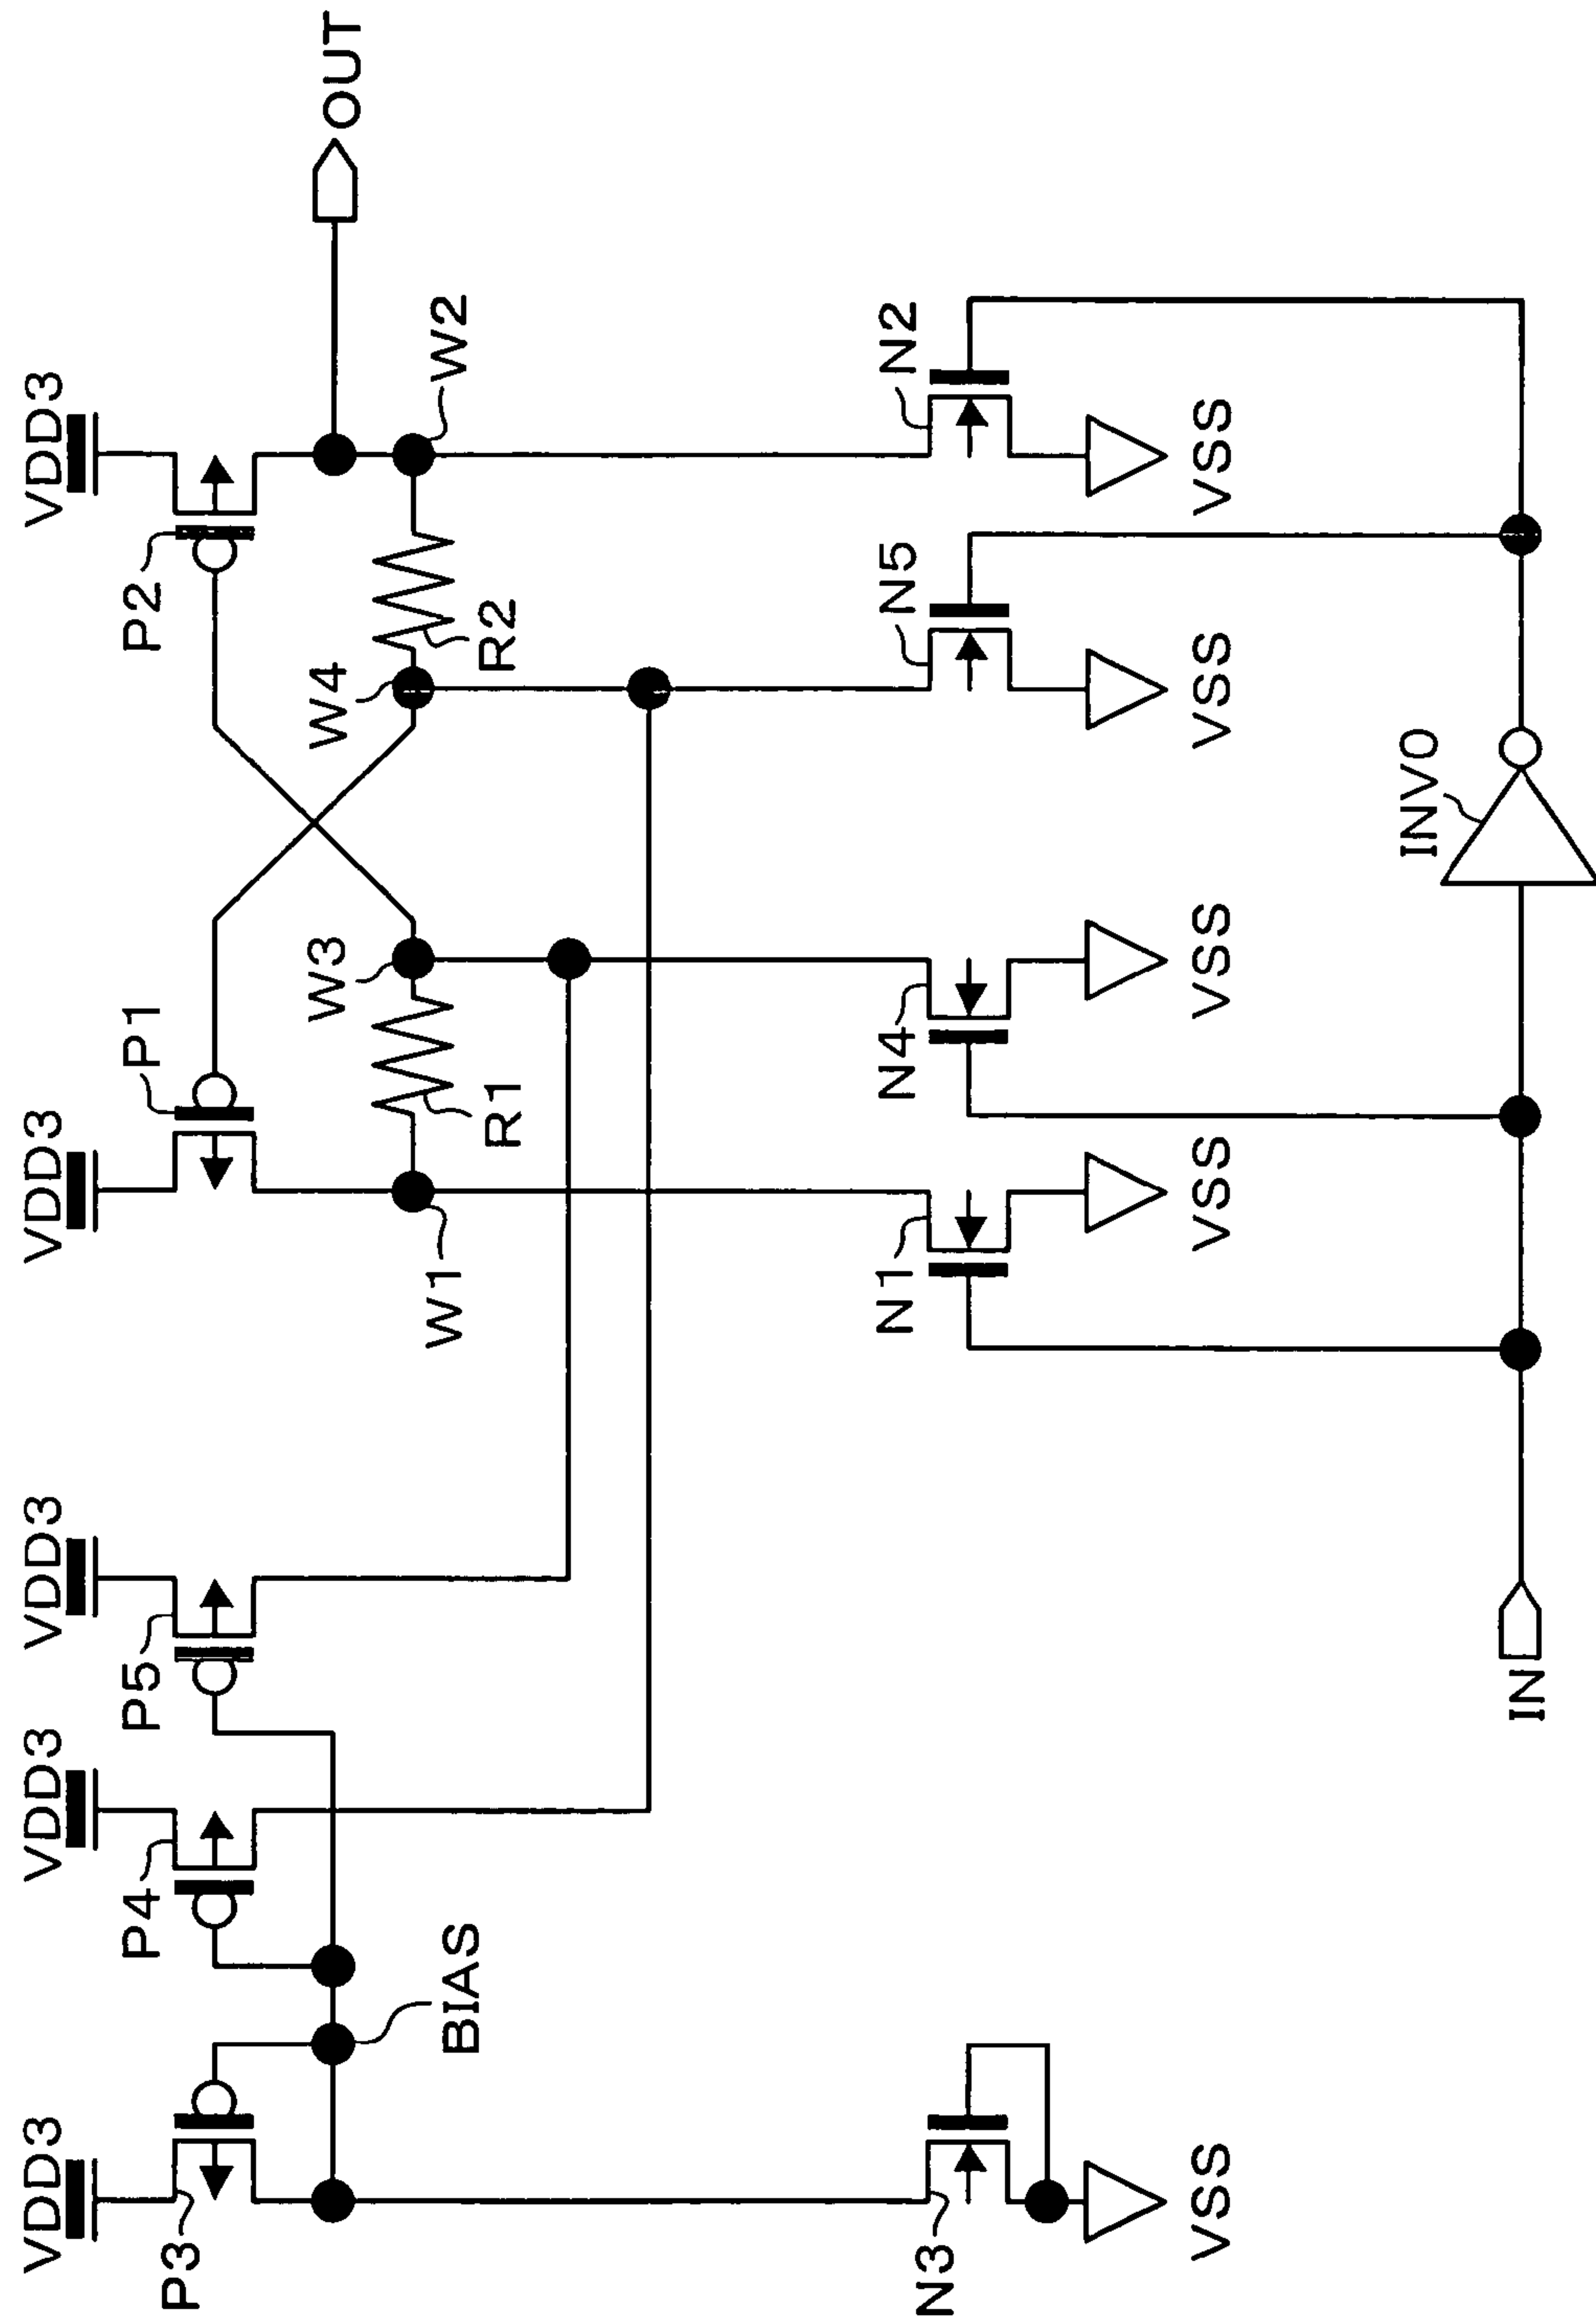 VDD3
VDD3
VDD3
VDD3
VDD3
P3
P4
P5
P1
P2
W3
W4
OUT
BIAS
W1
R1
R2
W2
N3
N1
N4
N5
N2
VSS
VSS
VSS
VSS
VSS
INV0
IN